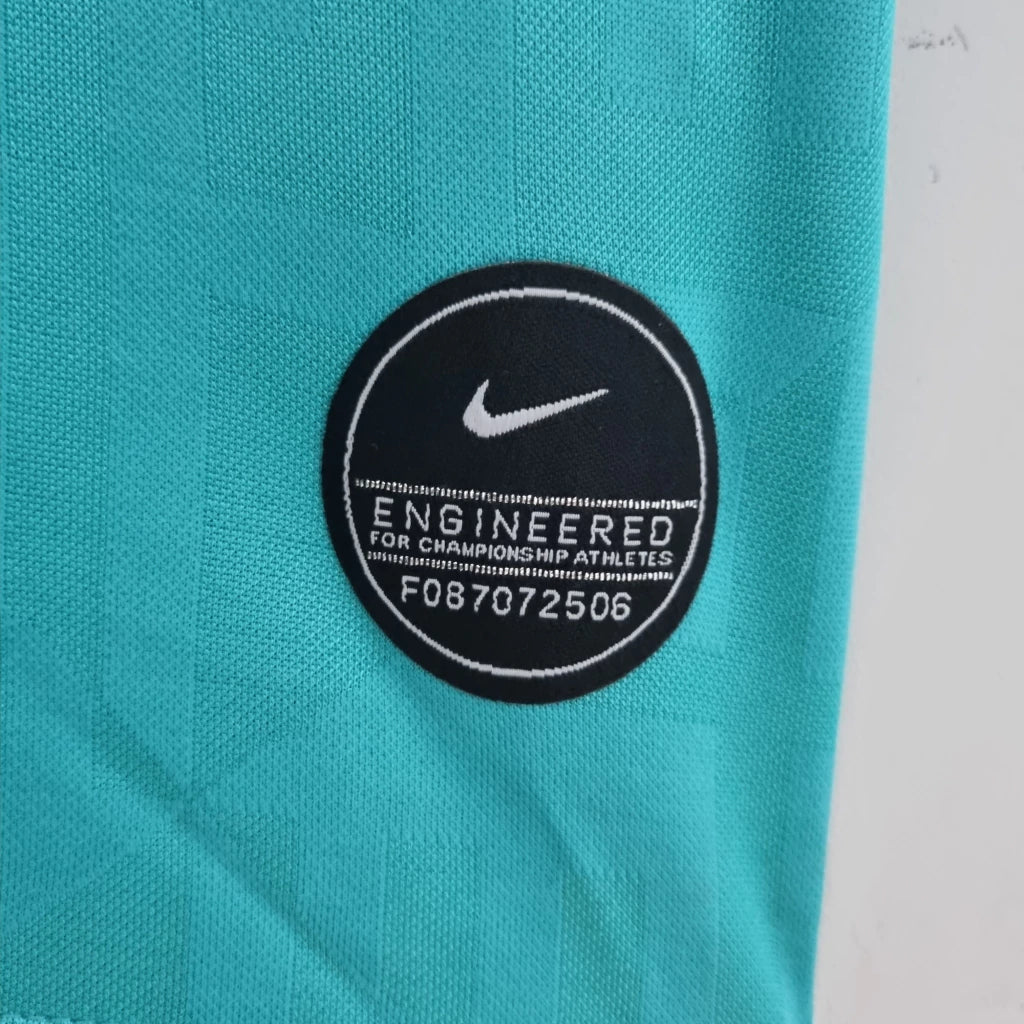 ENGINEERED
FOR CHAMPIONSHIP ATHLETES
F087072506